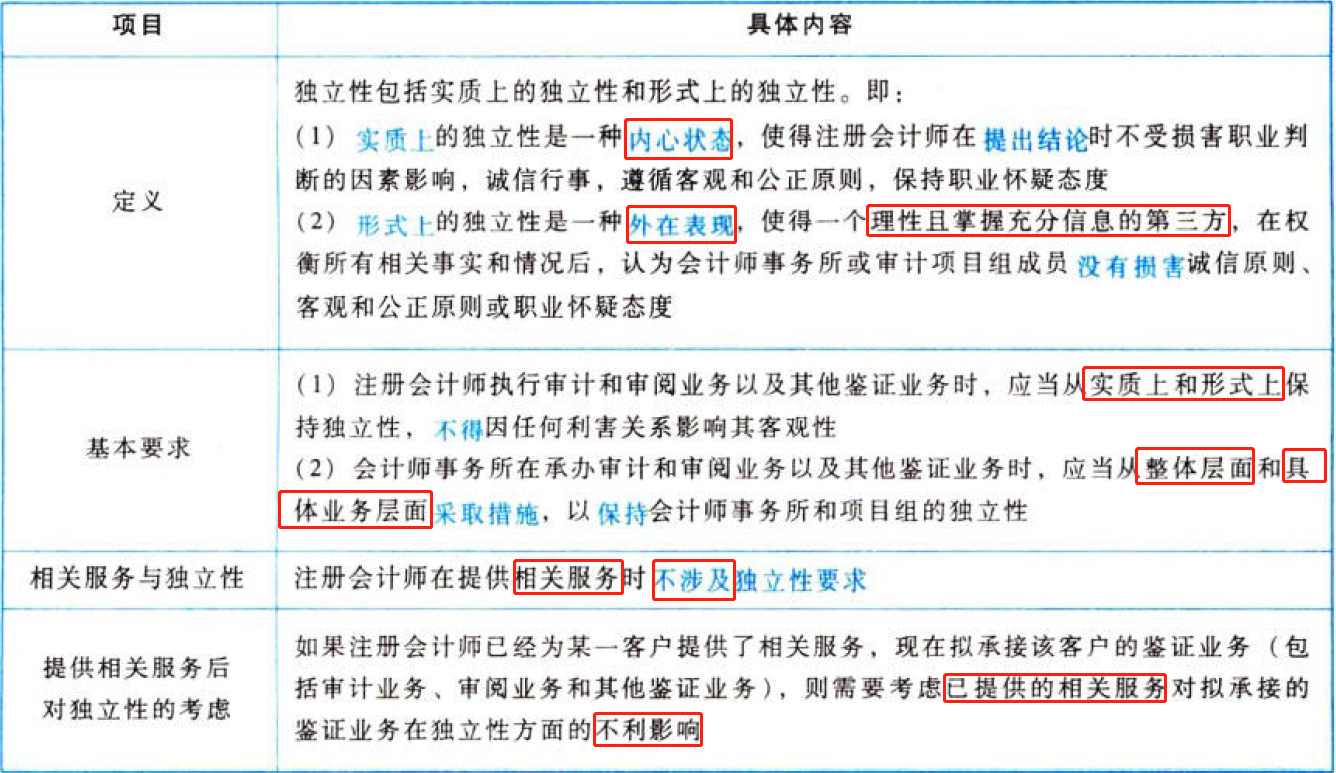 项目
具体内容
定义
独立性包括实质上的独立性和形式上的独立性。即：
(1) 实质上的独立性是一种内心状态，使得注册会计师在提出结论时不受损害职业判
断的因素影响，诚信行事，遵循客观和公正原则，保持职业怀疑态度
(2) 形式上的独立性是一种外在表现，使得一个理性且掌握充分信息的第三方，在权
衡所有相关事实和情况后，认为会计师事务所或审计项目组成员没有损害诚信原则、
客观和公正原则或职业怀疑态度
基本要求
(1) 注册会计师执行审计和审阅业务以及其他鉴证业务时，应当从实质上和形式上保
持独立性，不得因任何利害关系影响其客观性
(2) 会计师事务所在承办审计和审阅业务以及其他鉴证业务时，应当从整体层面和具
体业务层面采取措施，以保持会计师事务所和项目组的独立性
相关服务与独立性
注册会计师在提供相关服务时不涉及独立性要求
提供相关服务后
对独立性的考虑
如果注册会计师已经为某一客户提供了相关服务，现在拟承接该客户的鉴证业务（包
括审计业务、审阅业务和其他鉴证业务），则需要考虑已提供的相关服务对拟承接的
鉴证业务在独立性方面的不利影响